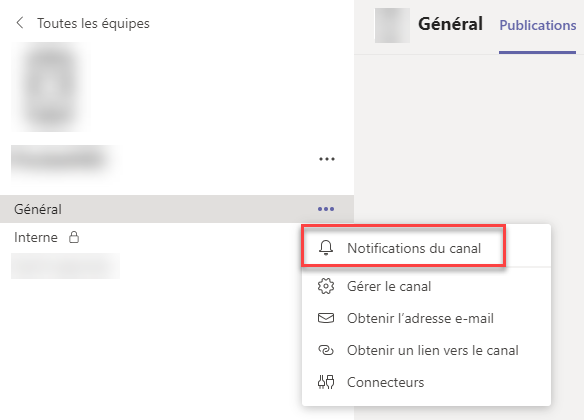 Toutes les équipes
Général
Publications
Général
Interne
Notifications du canal
Gérer le canal
Obtenir l’adresse e-mail
Obtenir un lien vers le canal
Connecteurs